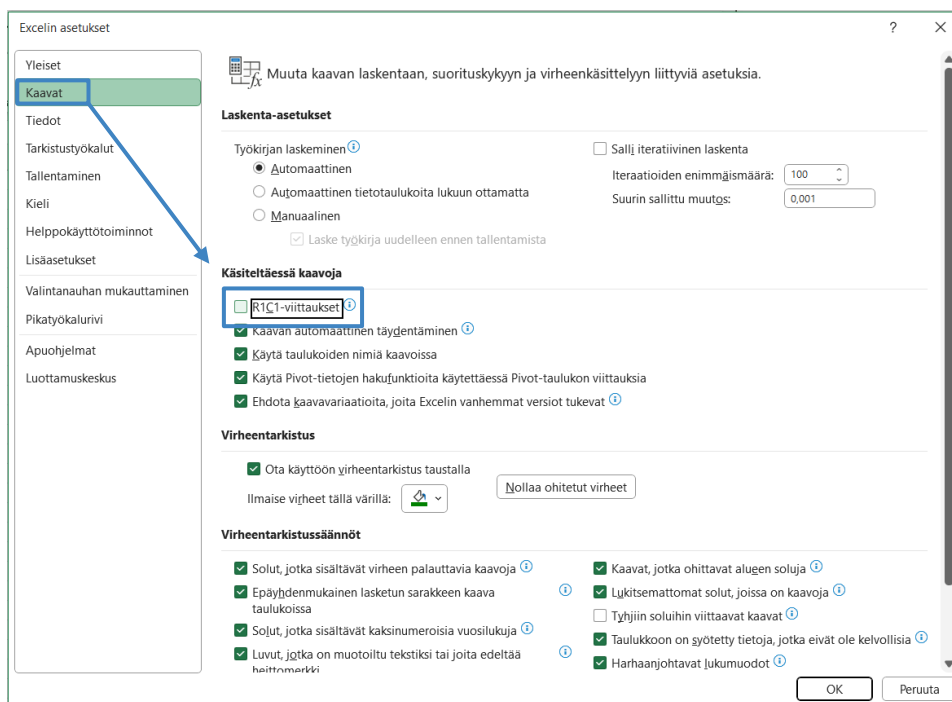 Excelin asetukset
?
Yleiset
Kaavat
Tiedot
Tarkistustyökalut
Tallentaminen
Kieli
Helppokäyttötoiminnot
Lisäasetukset
Valintanauhan mukauttaminen
Pikatyökalurivi
Apuohjelmat
Luottamuskeskus
Muuta kaavan laskentaan, suorituskykyyn ja virheenkäsittelyyn liittyviä asetuksia.
Laskenta-asetukset
Työkirjan laskeminen
Automaattinen
Automaattinen tietotaulukoita lukuun ottamatta
Manuaalinen
Laske työkirja uudelleen ennen tallentamista
Salli iteratiivinen laskenta
Iteraatioiden enimmäismäärä: 100
Suurin sallittu muutos: 0,001
Käsiteltäessä kaavoja
R1C1-viittaukset
Kaavan automaattinen täydentäminen
Käytä taulukoiden nimiä kaavoissa
Käytä Pivot-tietojen hakufunktioita käytettäessä Pivot-taulukon viittauksia
Ehdota kaavavariaatioita, joita Excelin vanhemmat versiot tukevat
Virheentarkistus
Ota käyttöön virheentarkistus taustalla
Ilmaise virheet tällä värillä:
Nollaa ohitetut virheet
Virheentarkistussäännöt
Solut, jotka sisältävät virheen palauttavia kaavoja
Epäyhdenmukainen lasketun sarakkeen kaava
taulukoissa
Solut, jotka sisältävät kaksinumeroisia vuosilukuja
Luvut, jotka on muotoiltu tekstiksi tai joita edeltää
heittomerkki
Kaavat, jotka ohittavat alueen soluja
Lukitsemattomat solut, joissa on kaavoja
Tyhjiin soluihin viittaavat kaavat
Taulukkoon on syötetty tietoja, jotka eivät ole kelvollisia
Harhaanjohtavat lukumuodot
OK
Peruuta